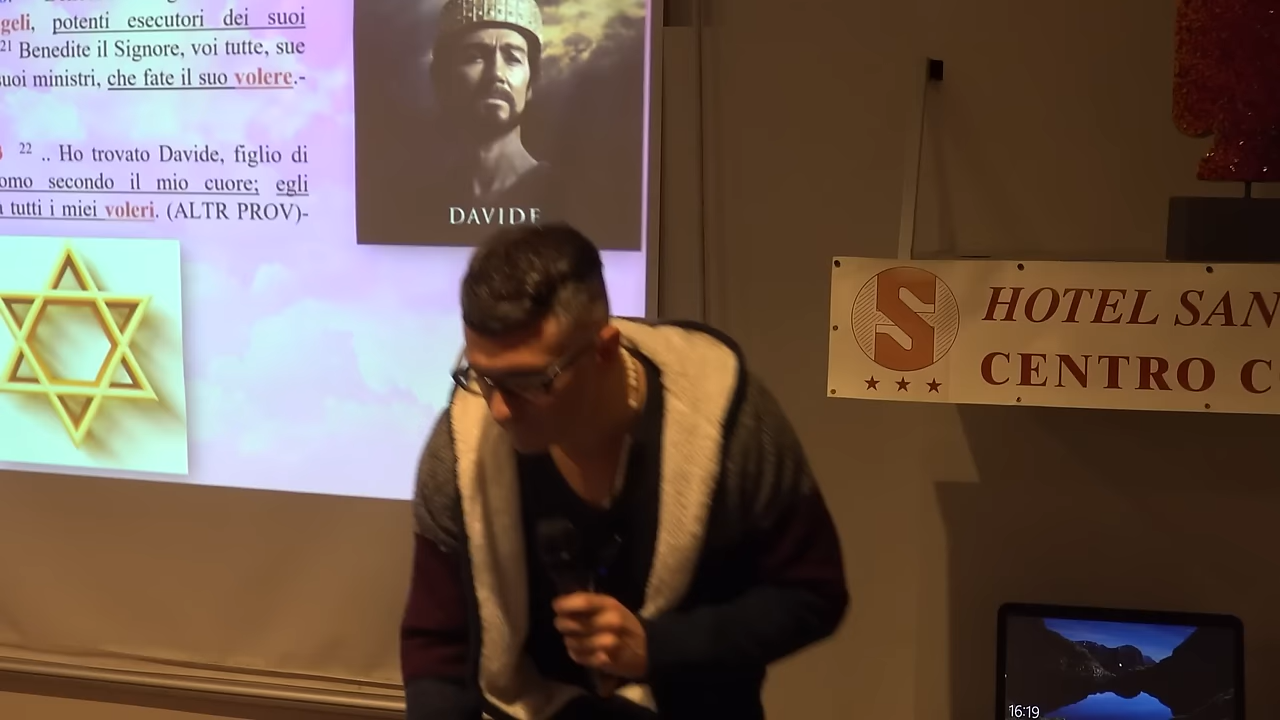 geli, potenti esecutori dei suoi
21 Benedite il Signore, voi tutte, sue
suoi ministri, che fate il suo volere.-
22 .. Ho trovato Davide, figlio di
omo secondo il mio cuore; egli
tutti i miei voleri. (ALTR PROV)-
DAVIDE
S
HOTEL SAN
CENTRO C
16:19